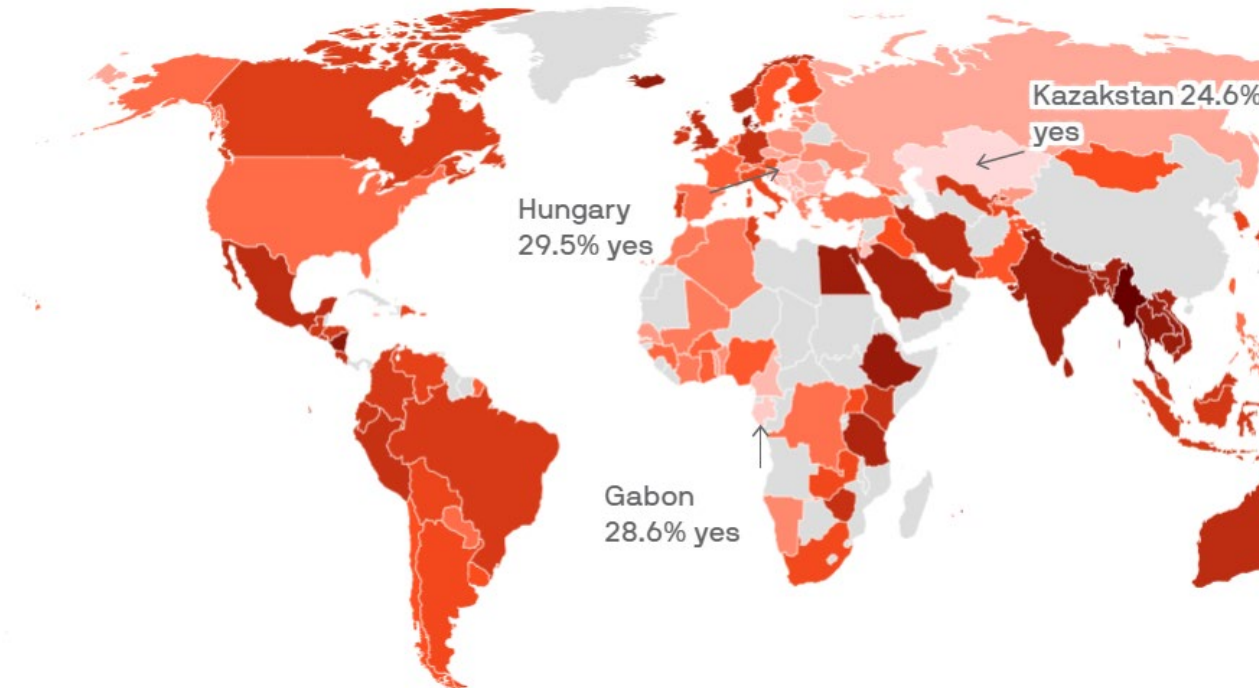 Kazakstan 24.6%
yes
Hungary
29.5% yes
Gabon
28.6% yes